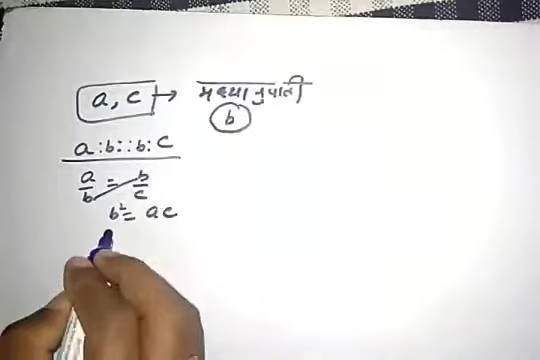 a, c → मध्यानुपाती
b
a : b :: b : c
a/b = b/c
b² = ac